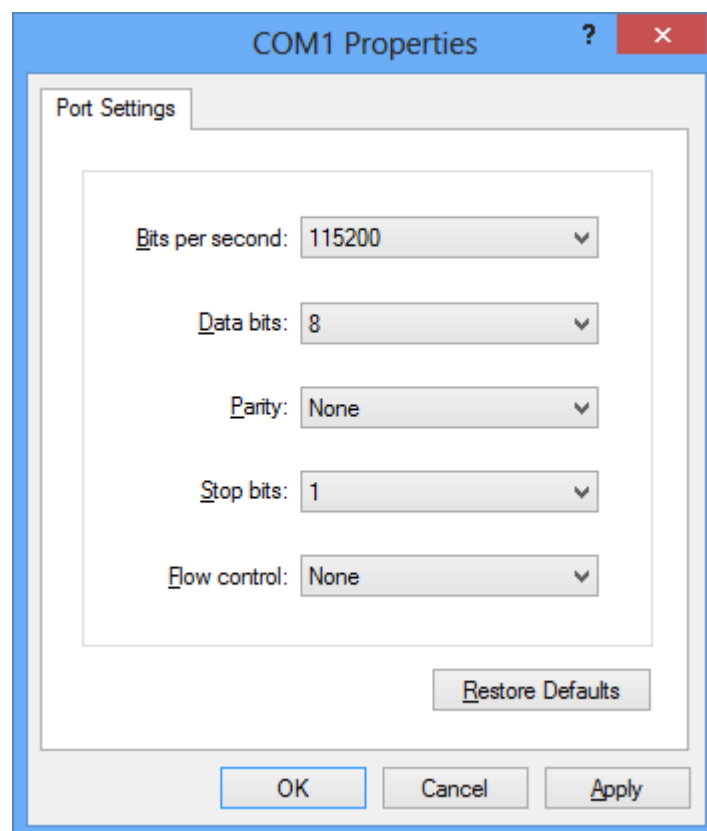 COM1 Properties ?
Port Settings
Bits per second: 115200
Data bits: 8
Parity: None
Stop bits: 1
Flow control: None
Restore Defaults
OK Cancel Apply